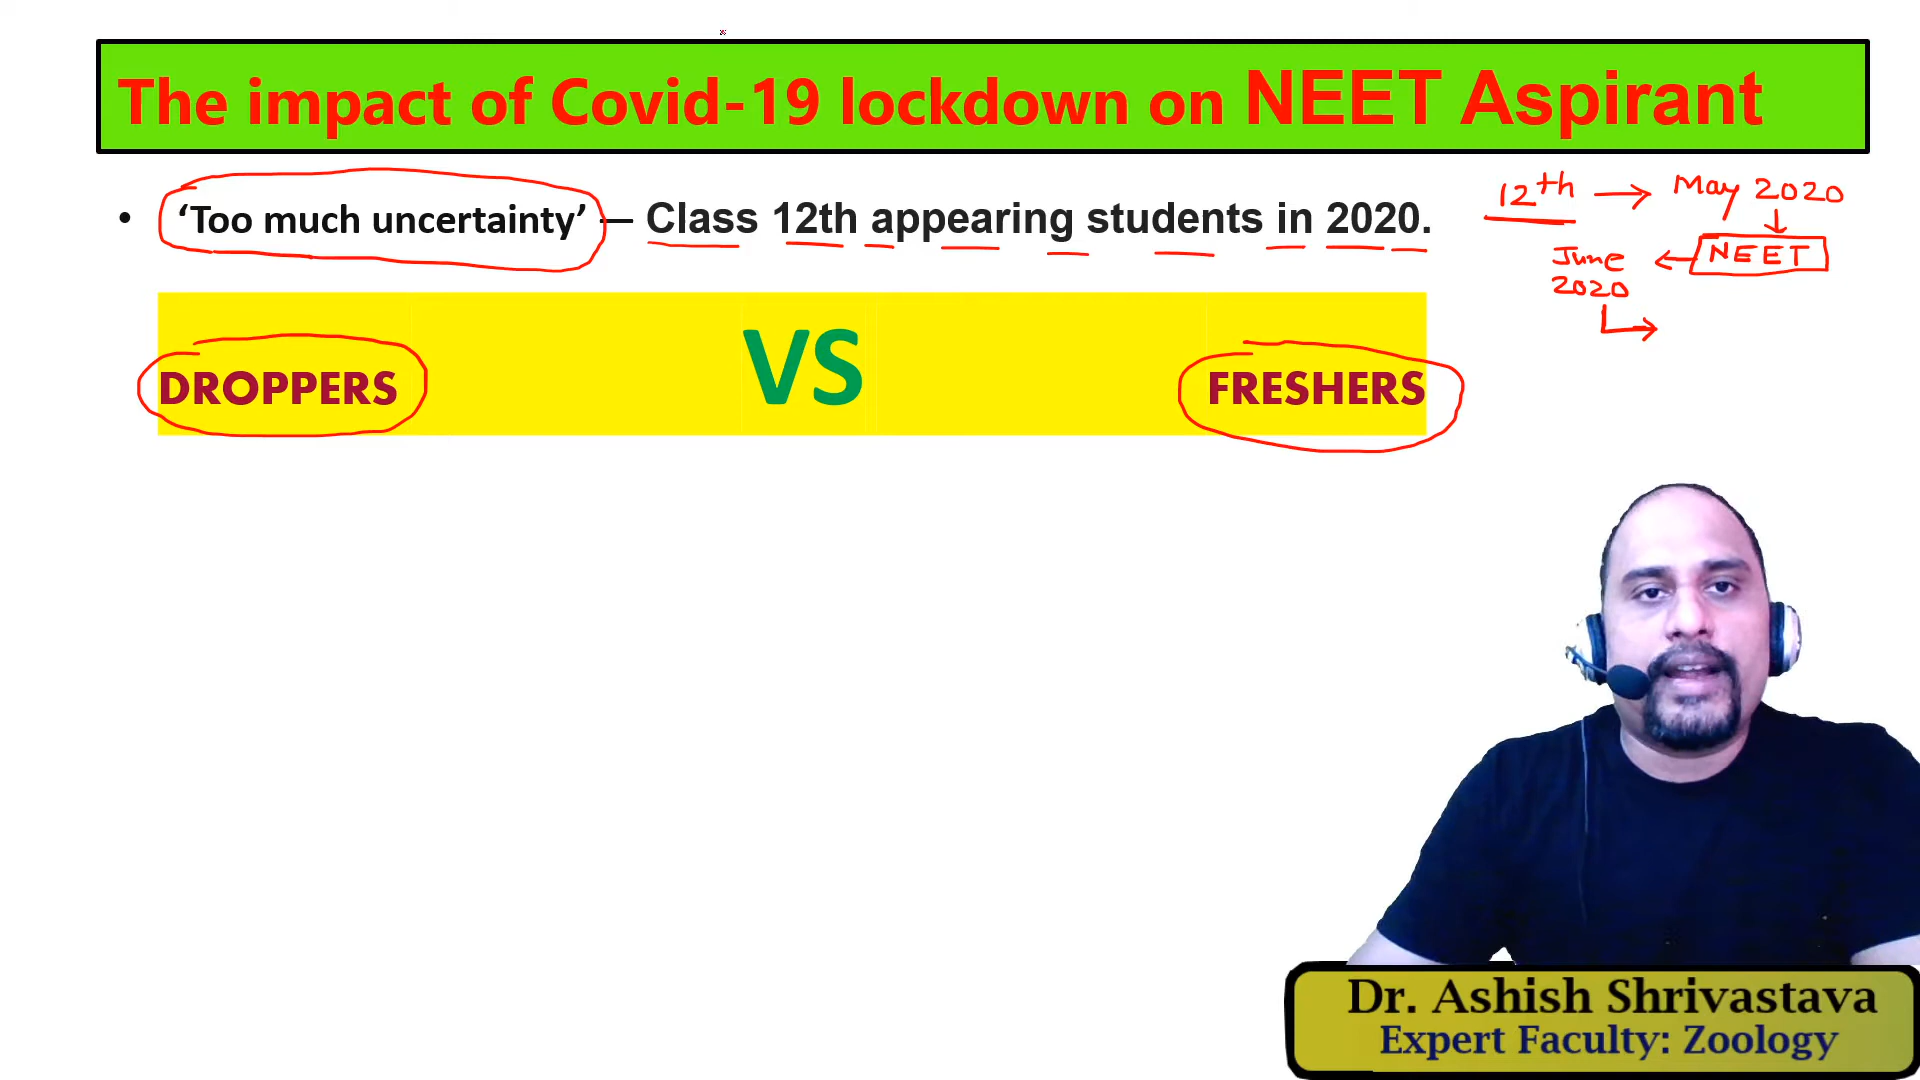 The impact of Covid-19 lockdown on NEET Aspirant
• ‘Too much uncertainty’ — Class 12th appearing students in 2020.
12th → May 2020
NEET
June
2020
DROPPERS VS FRESHERS
Dr. Ashish Shrivastava
Expert Faculty: Zoology